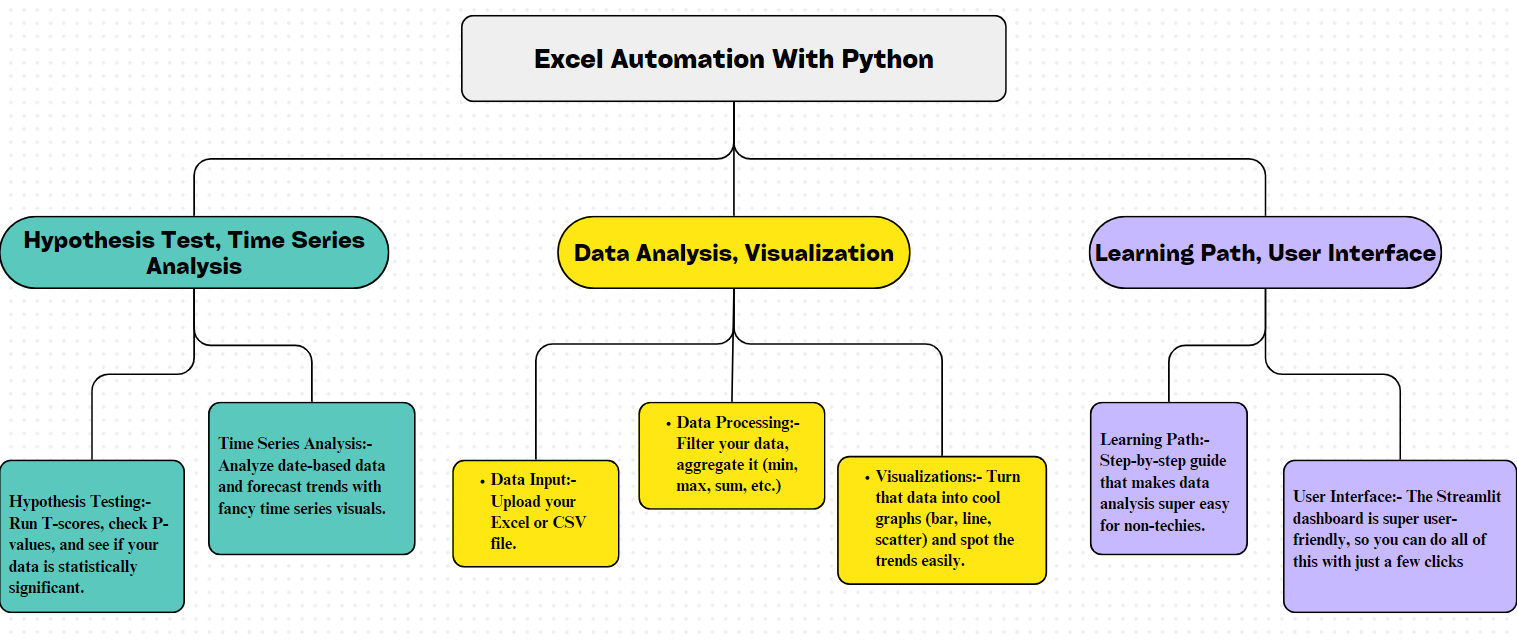 Excel Automation With Python
Hypothesis Test, Time Series
Analysis
Data Analysis, Visualization
Learning Path, User Interface
Hypothesis Testing:-
Run T-scores, check P-
values, and see if your
data is statistically
significant.
Time Series Analysis:-
Analyze date-based data
and forecast trends with
fancy time series visuals.
• Data Input:-
Upload your
Excel or CSV
file.
• Data Processing:-
Filter your data,
aggregate it (min,
max, sum, etc.)
• Visualizations:- Turn
that data into cool
graphs (bar, line,
scatter) and spot the
trends easily.
Learning Path:-
Step-by-step guide
that makes data
analysis super easy
for non-techies.
User Interface:- The Streamlit
dashboard is super user-
friendly, so you can do all of
this with just a few clicks